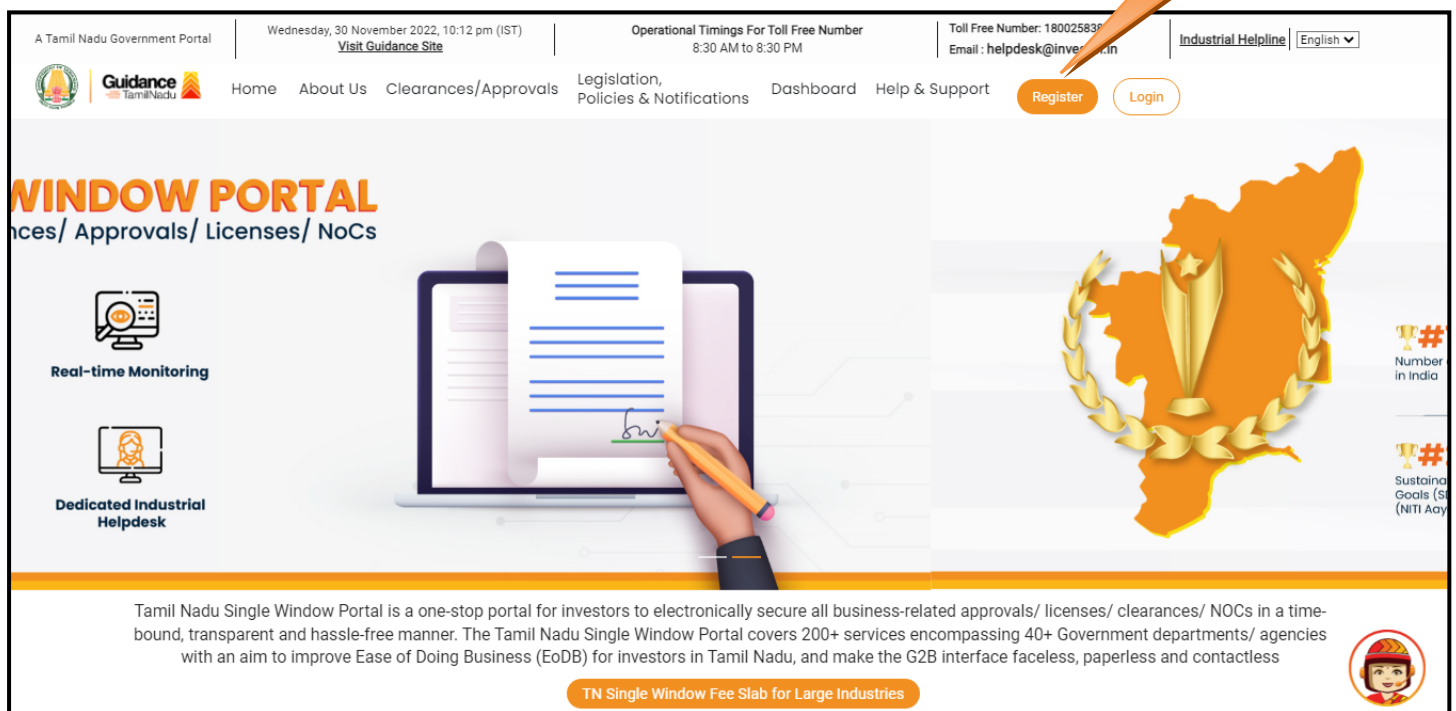 A Tamil Nadu Government Portal
Wednesday, 30 November 2022, 10:12 pm (IST)
Visit Guidance Site
Operational Timings For Toll Free Number
8:30 AM to 8:30 PM
Toll Free Number: 180025838
Email : helpdesk@inves
.in
Industrial Helpline
English
Guidance
TamilNadu
Home
About Us
Clearances/Approvals
Legislation,
Policies & Notifications
Dashboard
Help & Support
Register
Login
WINDOW PORTAL
nces/ Approvals/ Licenses/ NoCs
Real-time Monitoring
Dedicated Industrial
Helpdesk
#
Number
in India
#
Sustaina
Goals (S
(NITI Aay
Tamil Nadu Single Window Portal is a one-stop portal for investors to electronically secure all business-related approvals/ licenses/ clearances/ NOCs in a time-
bound, transparent and hassle-free manner. The Tamil Nadu Single Window Portal covers 200+ services encompassing 40+ Government departments/ agencies
with an aim to improve Ease of Doing Business (EoDB) for investors in Tamil Nadu, and make the G2B interface faceless, paperless and contactless
TN Single Window Fee Slab for Large Industries